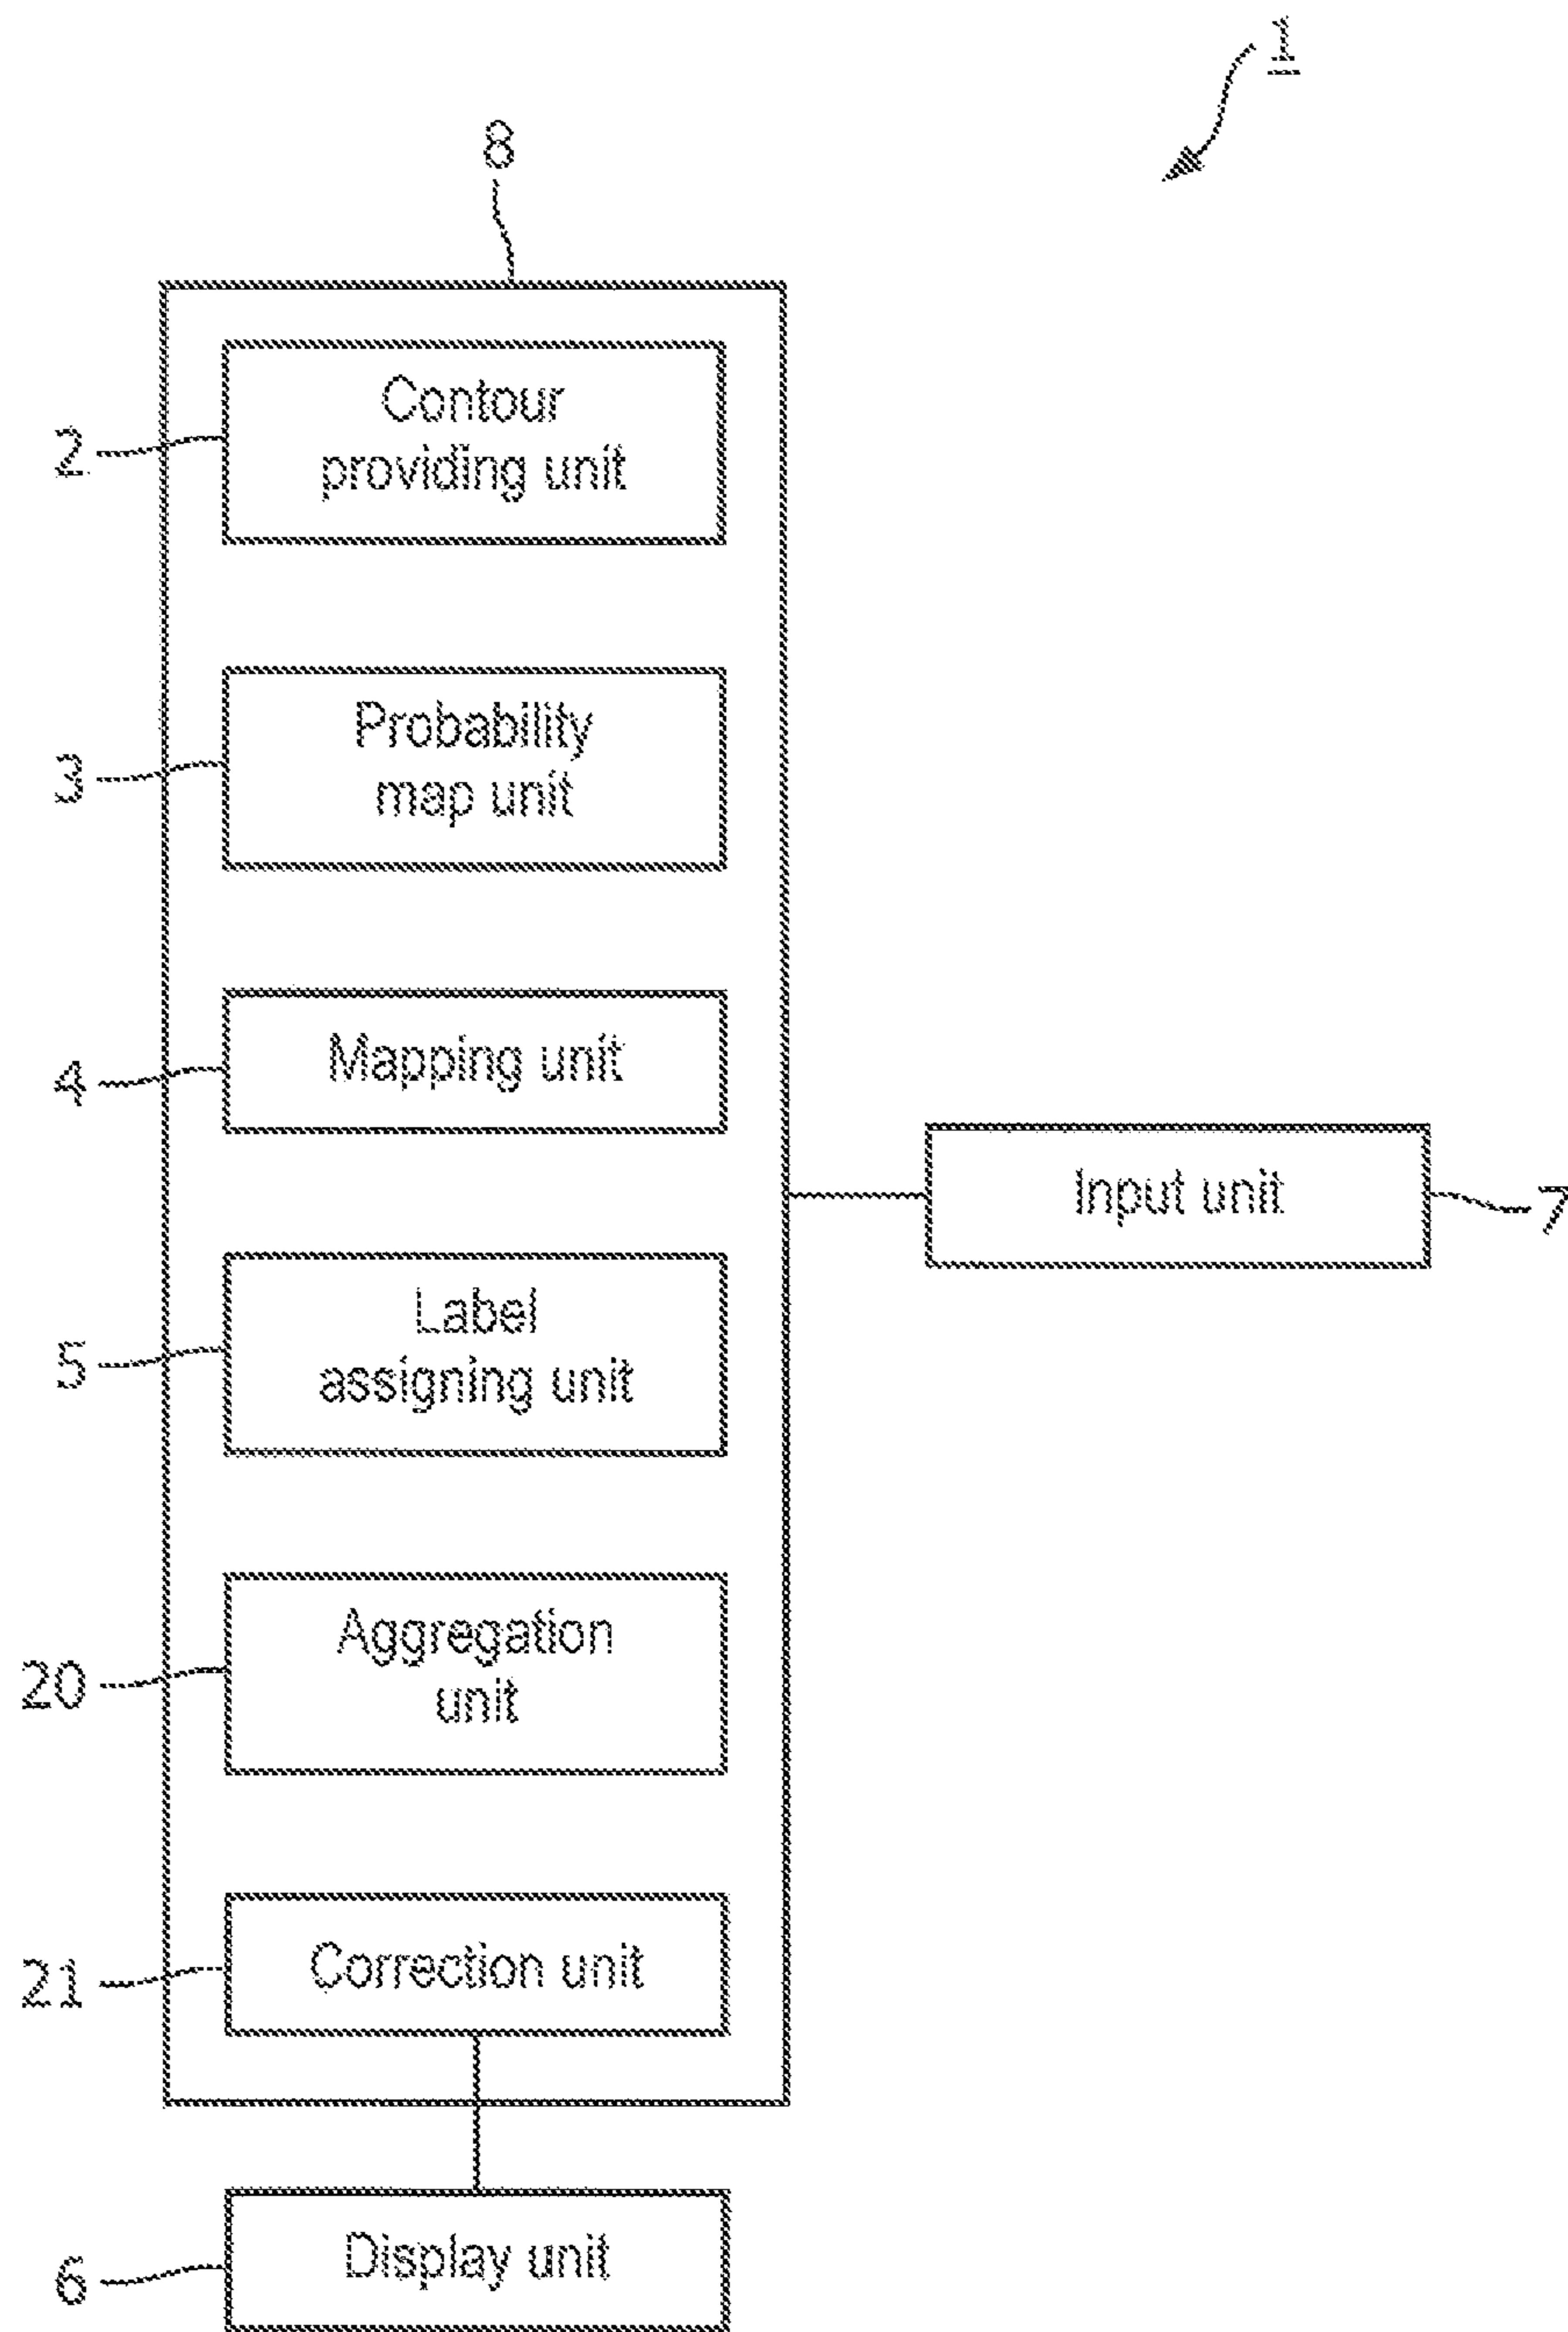 1
8
2
Contour
providing unit
3
Probability
map unit
4
Mapping unit
Input unit
7
5
Label
assigning unit
20
Aggregation
unit
21
Correction unit
6
Display unit